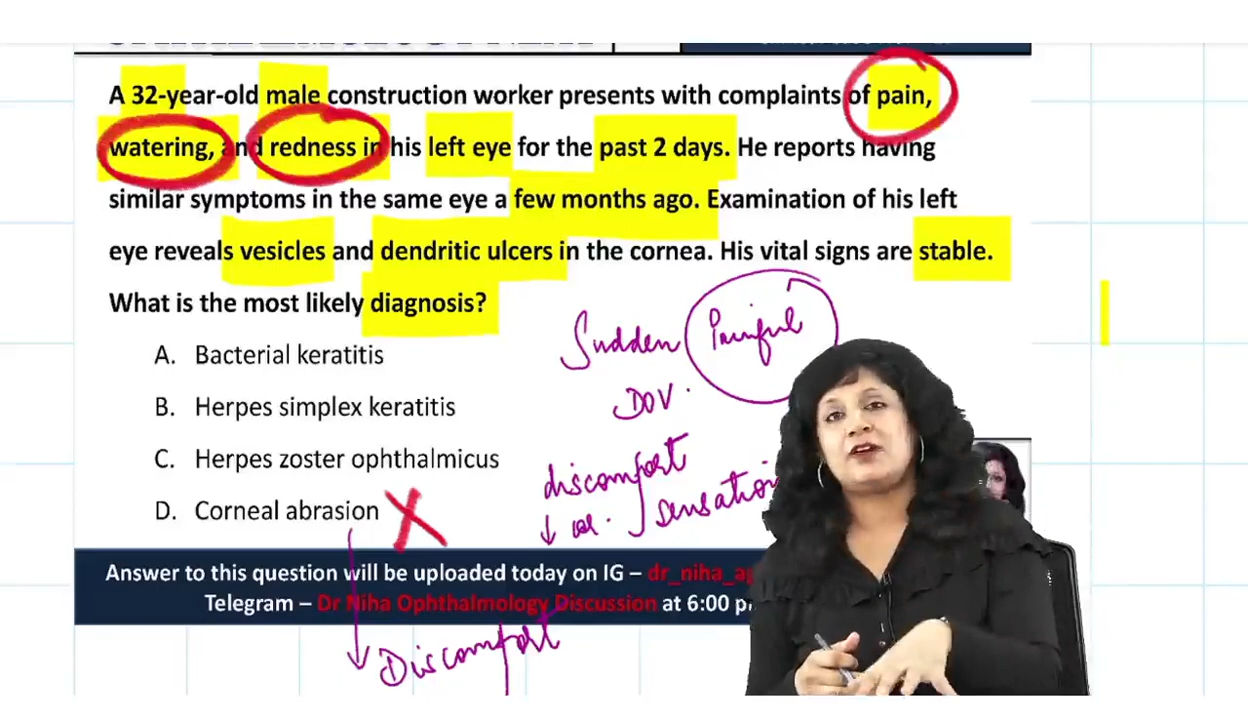 A 32-year-old male construction worker presents with complaints of pain,
watering, and redness in his left eye for the past 2 days. He reports having
similar symptoms in the same eye a few months ago. Examination of his left
eye reveals vesicles and dendritic ulcers in the cornea. His vital signs are stable.
What is the most likely diagnosis?
Sudden Painful
DOV.
A. Bacterial keratitis
B. Herpes simplex keratitis
C. Herpes zoster ophthalmicus
D. Corneal abrasion X
discomfort
↓ or. sensation
Answer to this question will be uploaded today on IG – dr_niha_ag
Telegram – Dr Niha Ophthalmology Discussion at 6:00 p
Discomfort